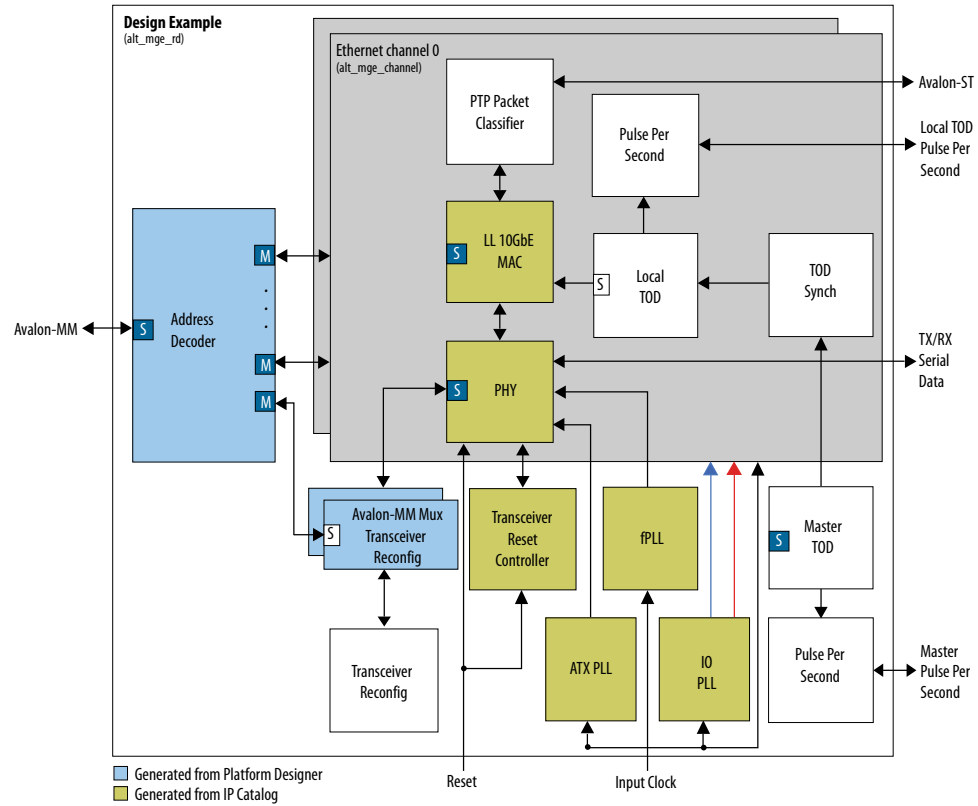 Design Example
(alt_mge_rd)
Ethernet channel 0
(alt_mge_channel)
PTP Packet
Classifier
Avalon-ST
Pulse Per
Second
Local TOD
Pulse Per
Second
LL 10GbE
MAC
S
Local
TOD
S
TOD
Synch
Address
Decoder
M
M
M
S
Avalon-MM
PHY
S
TX/RX
Serial
Data
Avalon-MM Mux
Transceiver
Reconfig
S
Transceiver
Reset
Controller
fPLL
Master
TOD
S
Transceiver
Reconfig
ATX PLL
IO
PLL
Pulse Per
Second
Master
Pulse Per
Second
Reset
Input Clock
Generated from Platform Designer
Generated from IP Catalog